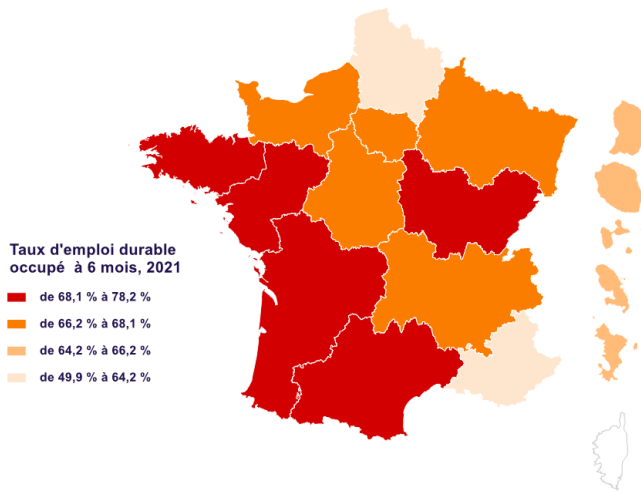 Taux d'emploi durable
occupé à 6 mois, 2021
de 68,1 % à 78,2 %
de 66,2 % à 68,1 %
de 64,2 % à 66,2 %
de 49,9 % à 64,2 %